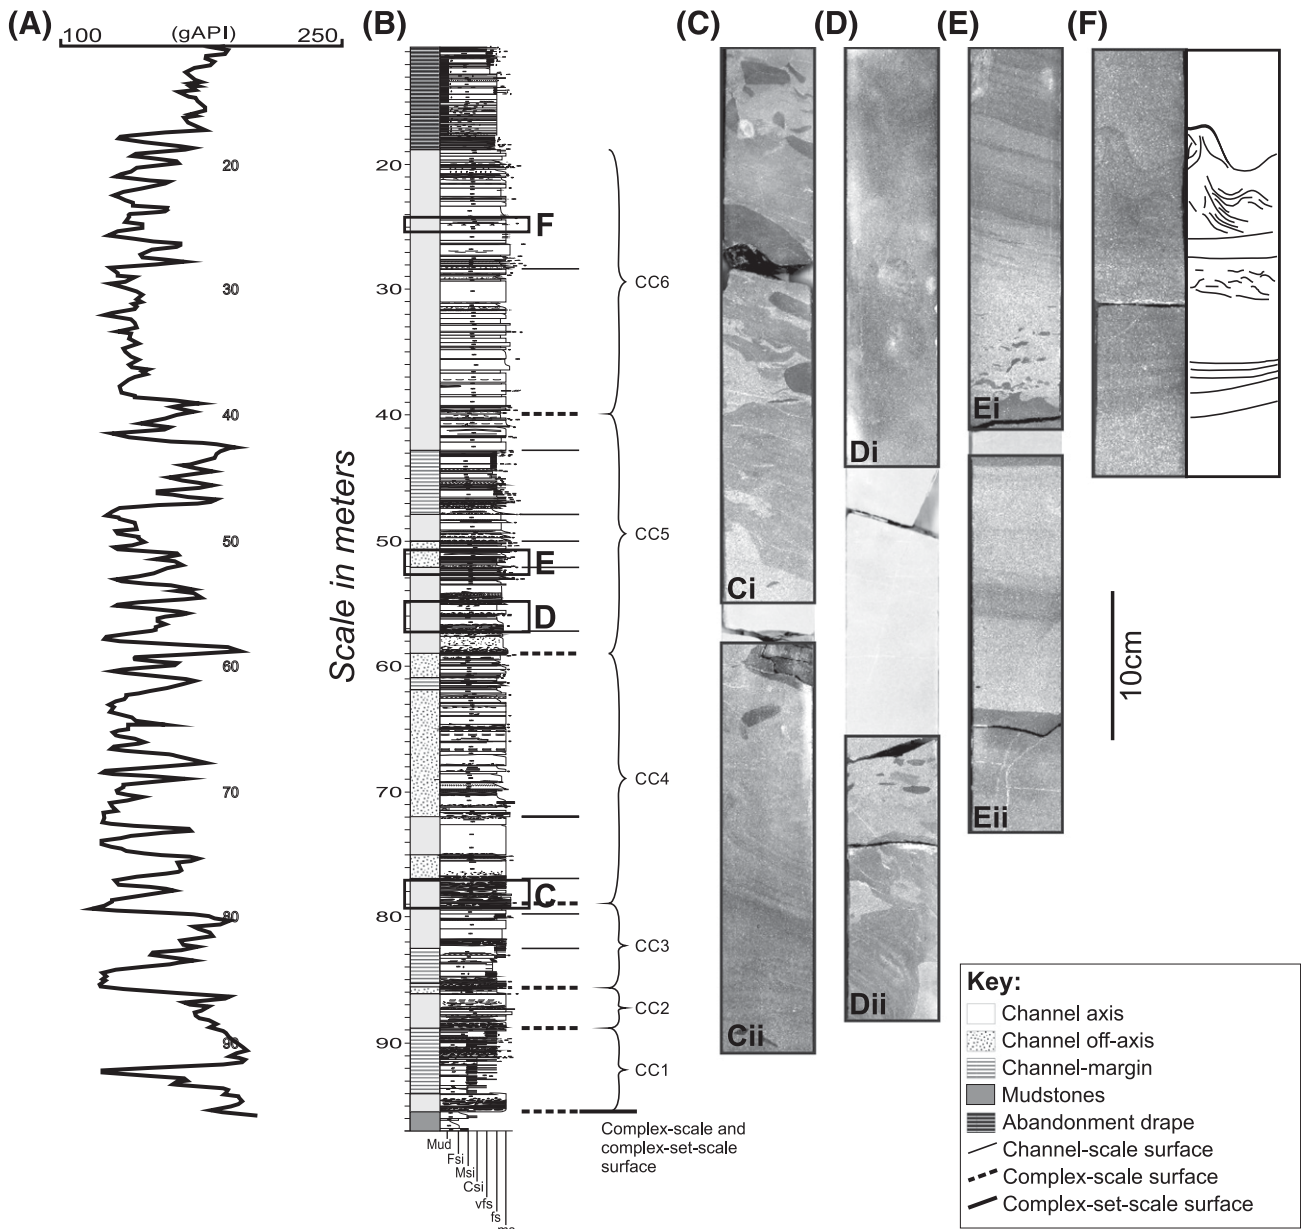 (A) (B) (C) (D) (E) (F)
100 (gAPI) 250
20
30
40
50
60
70
80
90
Scale in meters
20
30
40
50
60
70
80
90
F
E
D
C
CC6
CC5
CC4
CC3
CC2
CC1
Complex-scale and
complex-set-scale
surface
Mud
Fsi
Msi
Csi
vfs
fs
ms
Ci
Cii
Di
Dii
Ei
Eii
10cm
Key:
Channel axis
Channel off-axis
Channel-margin
Mudstones
Abandonment drape
Channel-scale surface
Complex-scale surface
Complex-set-scale surface